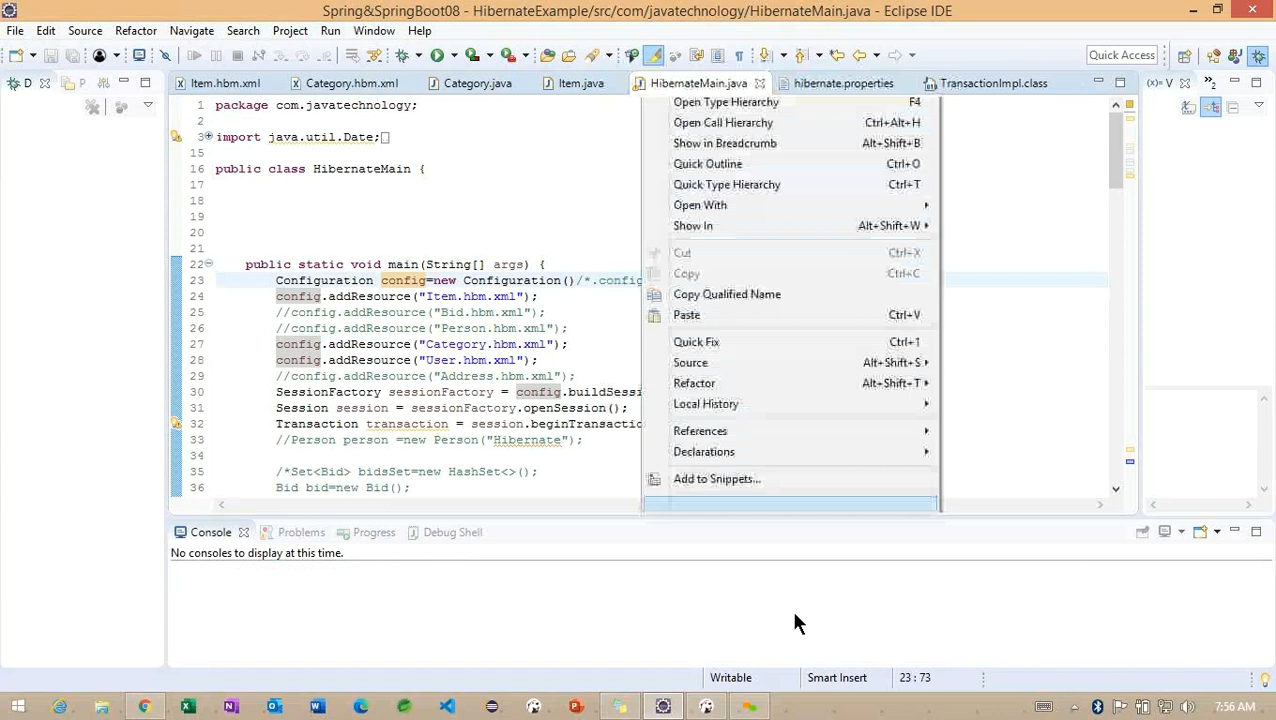 Spring&SpringBoot08 - HibernateExample/src/com/javatechnology/HibernateMain.java - Eclipse IDE
File Edit Source Refactor Navigate Search Project Run Window Help
Quick Access
D P Item.hbm.xml Category.hbm.xml Category.java Item.java HibernateMain.java hibernate.properties TransactionImpl.class V 2
1 package com.javatechnology;
2
3 import java.util.Date;
15
16 public class HibernateMain {
18
19
20
21
22 public static void main(String[] args) {
23 Configuration config=new Configuration()/*.config
24 config.addResource("Item.hbm.xml");
25 //config.addResource("Bid.hbm.xml");
26 //config.addResource("Person.hbm.xml");
27 config.addResource("Category.hbm.xml");
28 config.addResource("User.hbm.xml");
29 //config.addResource("Address.hbm.xml");
30 SessionFactory sessionFactory = config.buildSessi
31 Session session = sessionFactory.openSession();
32 Transaction transaction = session.beginTransactio
33 //Person person =new Person("Hibernate");
34
35 /*Set<Bid> bidsSet=new HashSet<>();
36 Bid bid=new Bid();
Open Type Hierarchy F4
Open Call Hierarchy Ctrl+Alt+H
Show in Breadcrumb Alt+Shift+B
Quick Outline Ctrl+O
Quick Type Hierarchy Ctrl+T
Open With
Show In Alt+Shift+W
Cut Ctrl+X
Copy Ctrl+C
Copy Qualified Name
Paste Ctrl+V
Quick Fix Ctrl+1
Source Alt+Shift+S
Refactor Alt+Shift+T
Local History
References
Declarations
Add to Snippets...
Console Problems Progress Debug Shell
No consoles to display at this time.
Writable Smart Insert 23 : 73
7:56 AM